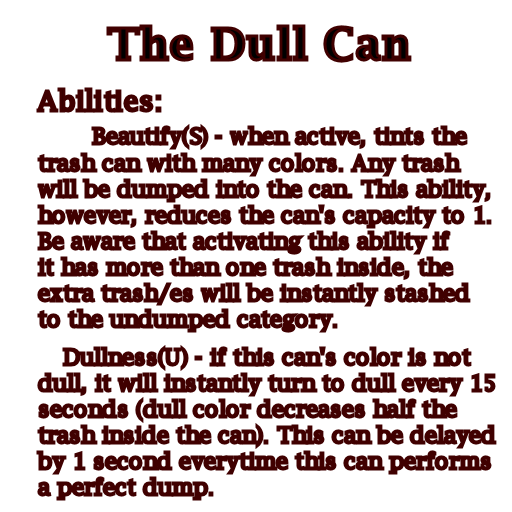 The Dull Can
Abilities:
Beautify(S) - when active, tints the
trash can with many colors. Any trash
will be dumped into the can. This ability,
however, reduces the can's capacity to 1.
Be aware that activating this ability if
it has more than one trash inside, the
extra trash/es will be instantly stashed
to the undumped category.
Dullness(U) - if this can's color is not
dull, it will instantly turn to dull every 15
seconds (dull color decreases half the
trash inside the can). This can be delayed
by 1 second everytime this can performs
a perfect dump.